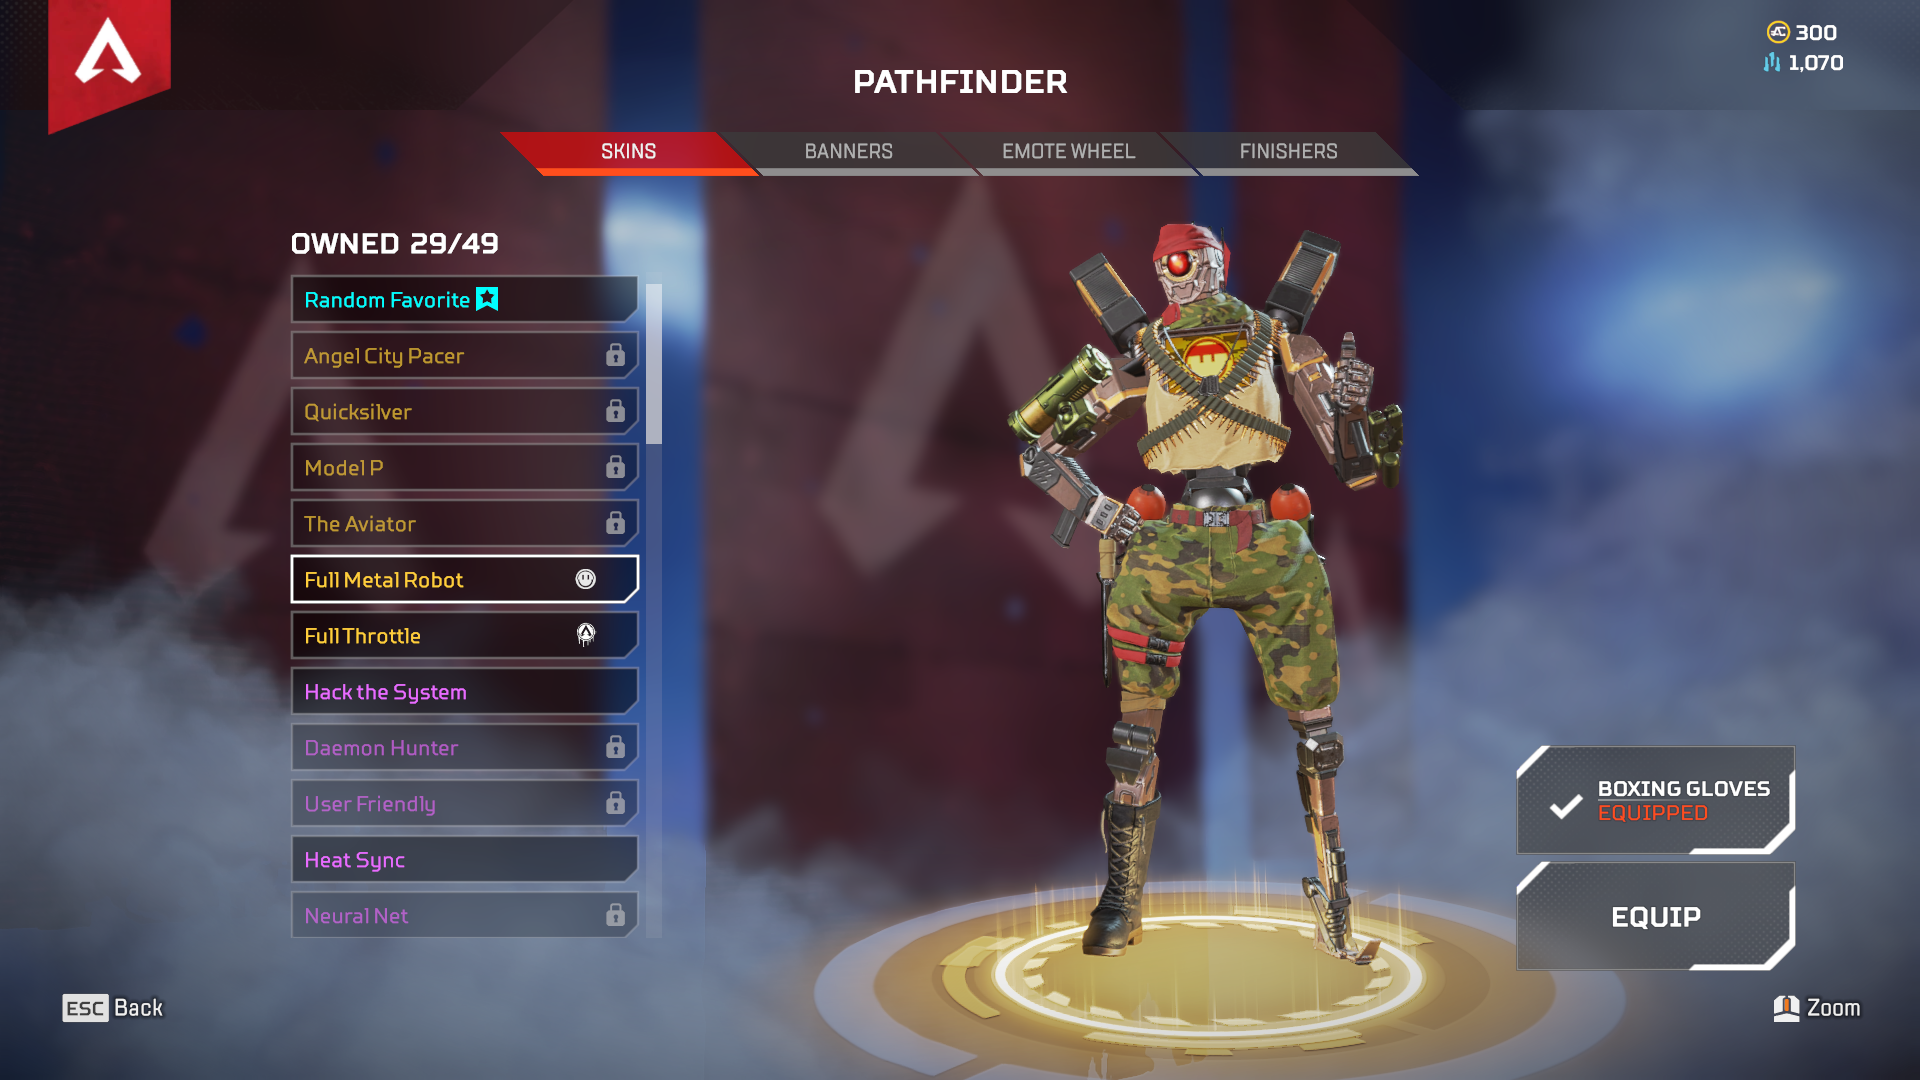 300
1,070
PATHFINDER
SKINS
BANNERS
EMOTE WHEEL
FINISHERS
OWNED 29/49
Random Favorite
Angel City Pacer
Quicksilver
Model P
The Aviator
Full Metal Robot
Full Throttle
Hack the System
Daemon Hunter
User Friendly
Heat Sync
Neural Net
BOXING GLOVES
EQUIPPED
EQUIP
ESC Back
Zoom